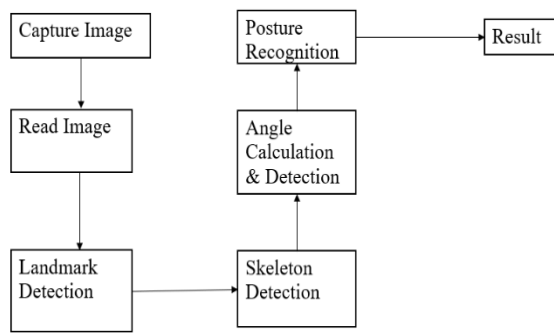 Capture Image
Read Image
Landmark
Detection
Skeleton
Detection
Angle
Calculation
& Detection
Posture
Recognition
Result